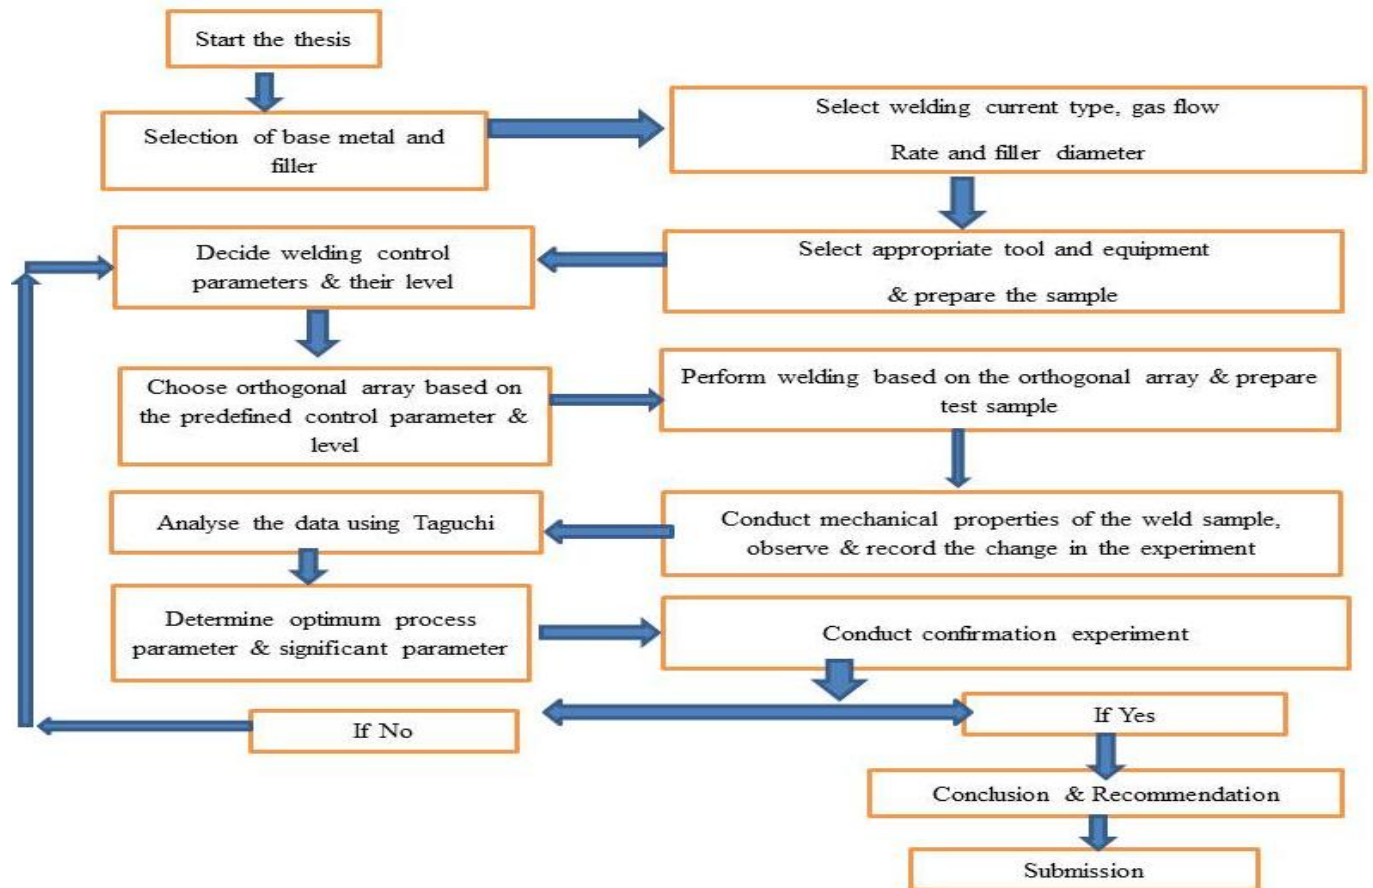 Start the thesis
Selection of base metal and
filler
Select welding current type, gas flow
Rate and filler diameter
Select appropriate tool and equipment
& prepare the sample
Decide welding control
parameters & their level
Choose orthogonal array based on
the predefined control parameter &
level
Perform welding based on the orthogonal array & prepare
test sample
Conduct mechanical properties of the weld sample,
observe & record the change in the experiment
Analyse the data using Taguchi
Determine optimum process
parameter & significant parameter
Conduct confirmation experiment
If No
If Yes
Conclusion & Recommendation
Submission